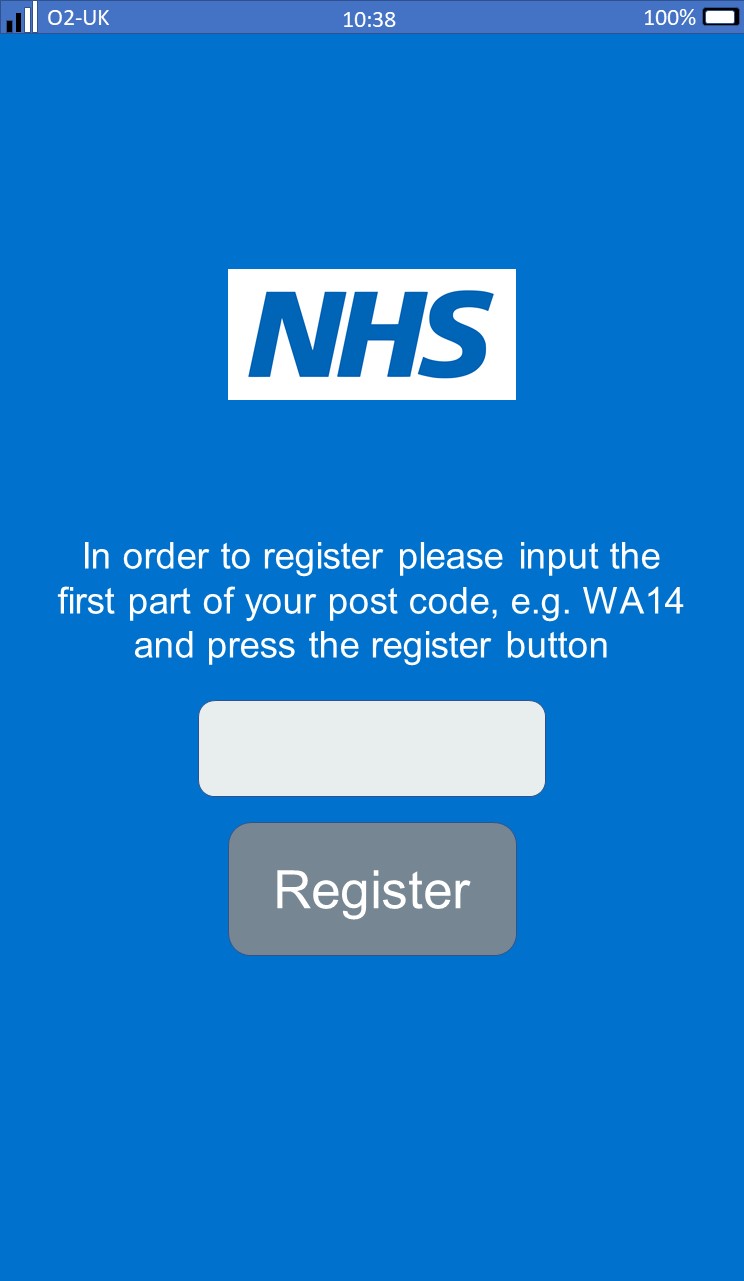 O2-UK 10:38 100%
NHS
In order to register please input the
first part of your post code, e.g. WA14
and press the register button
Register